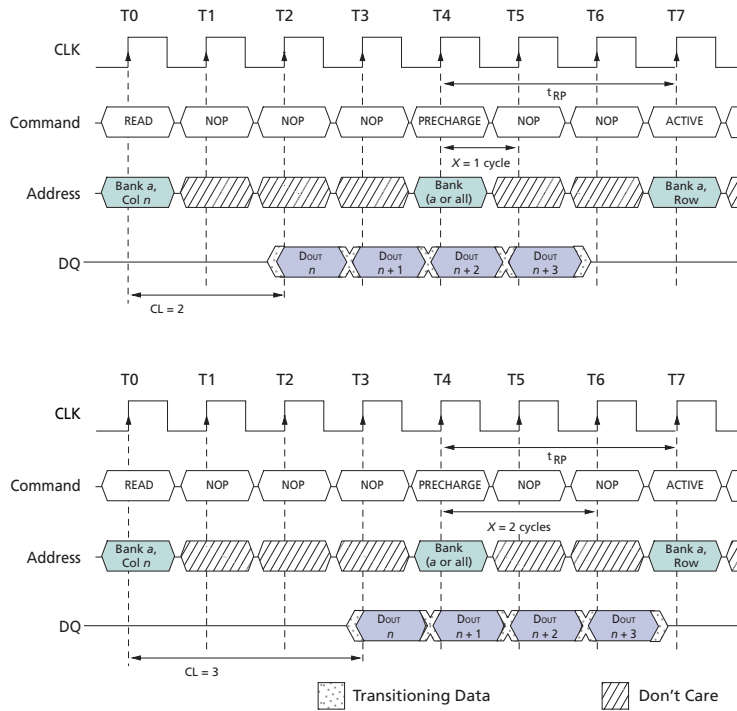 T0 T1 T2 T3 T4 T5 T6 T7
CLK
tRP
Command READ NOP NOP NOP PRECHARGE NOP NOP ACTIVE
X = 1 cycle
Address Bank a, Col n Bank (a or all) Bank a, Row
DQ DOUT n DOUT n + 1 DOUT n + 2 DOUT n + 3
CL = 2
T0 T1 T2 T3 T4 T5 T6 T7
CLK
tRP
Command READ NOP NOP NOP PRECHARGE NOP NOP ACTIVE
X = 2 cycles
Address Bank a, Col n Bank (a or all) Bank a, Row
DQ DOUT n DOUT n + 1 DOUT n + 2 DOUT n + 3
CL = 3
Transitioning Data Don't Care